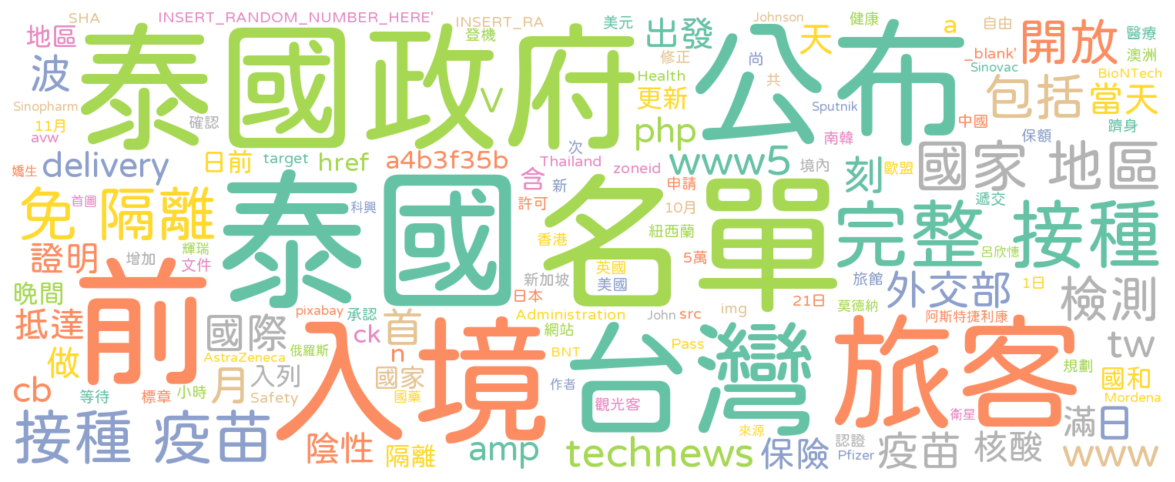 SHA INSERT_RANDOM_NUMBER_HERE' INSERT_RA 美元 Johnson 健康
地區 登機 出發 修正 尚 天 a 自由 醫療
泰國政府 公布 開放 _blank' 澳洲
波 V Health 共 Sinovac BioNTech
Sinopharm 更新 Sputnik 包括 當天
11月 確認 php 南韓 中國 保額 躋身
avw 次
嬌生 delivery 日前 target href a4b3f35b Thailand zoneid www5 境內 刻 歐盟 國家 地區
含 新 申請
免 隔離 首圖 泰國 科興 許可 名單 10月 紐西蘭 完整 接種 遞交
香港
證明 增加 輝瑞 文件 新加坡 英國 美國 5萬 旅館 外交部 呂欣憓 1日 檢測
晚間 前 日本 21日 莫德納
抵達 國際 pixabay 承認 入境 Administration John src img 阿斯特捷利康
首 ck 網站 台灣 Pass 旅客 tw
做 AstraZeneca 俄羅斯 n BNT 規劃
cb 月 入列 國家 作者 國和
等待 標章 小時 Safety 國藥 觀光客 Mordena
接種 疫苗 陰性 隔離 amp technews 來源 保險 認證 Pfizer 疫苗 核酸 衛星 滿 日 www